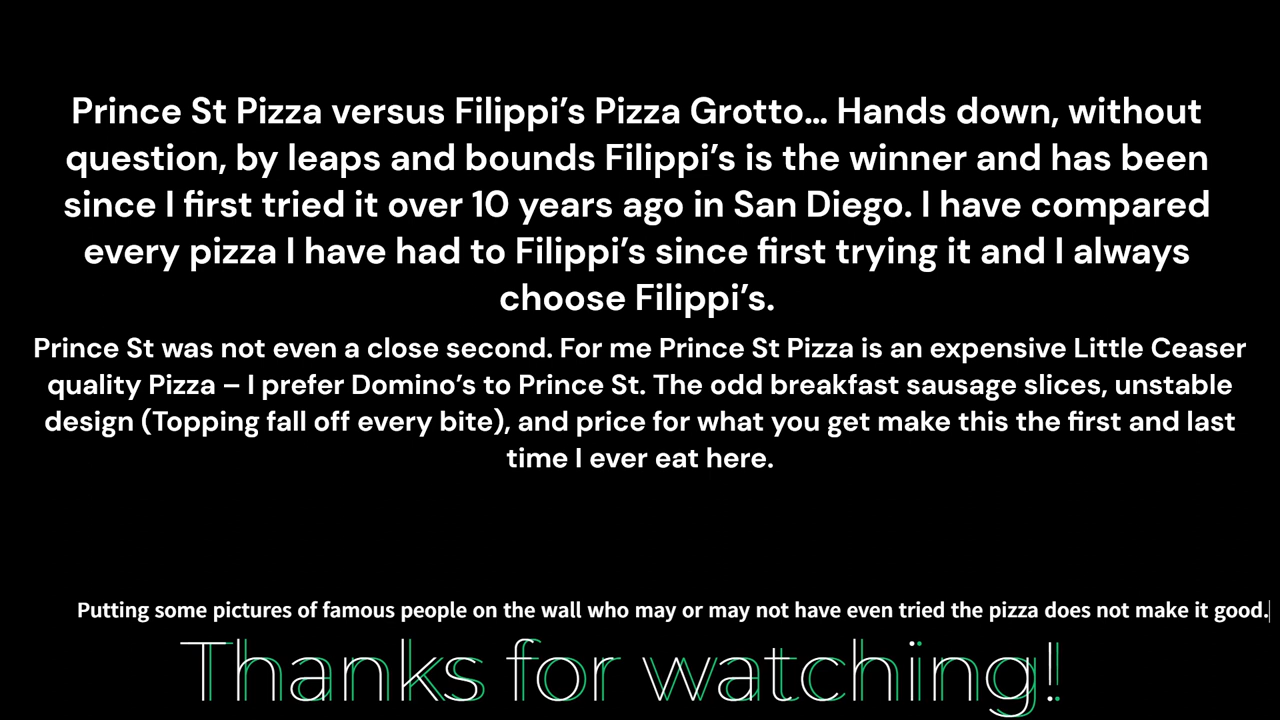 Prince St Pizza versus Filippi’s Pizza Grotto... Hands down, without
question, by leaps and bounds Filippi’s is the winner and has been
since I first tried it over 10 years ago in San Diego. I have compared
every pizza I have had to Filippi’s since first trying it and I always
choose Filippi’s.
Prince St was not even a close second. For me Prince St Pizza is an expensive Little Ceaser
quality Pizza – I prefer Domino’s to Prince St. The odd breakfast sausage slices, unstable
design (Topping fall off every bite), and price for what you get make this the first and last
time I ever eat here.
Putting some pictures of famous people on the wall who may or may not have even tried the pizza does not make it good.
Thanks for watching!